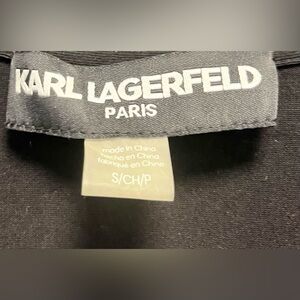 KARL LAGERFELD
PARIS
made in China
hecho en China
fabriqué en Chine
S/CH/P